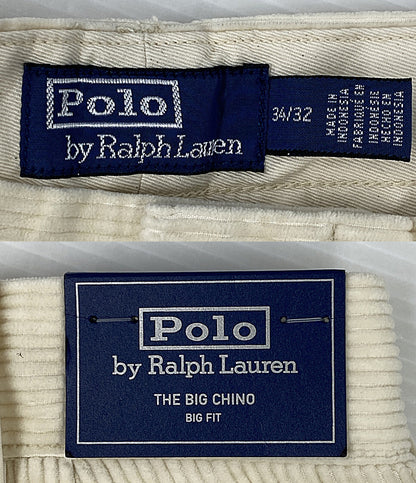 Polo
by Ralph Lauren
34/32
MADE IN
INDONESIA
FABRIQUÉ EN
INDONÉSIE
HECHO EN
INDONESIA
Polo
by Ralph Lauren
THE BIG CHINO
BIG FIT